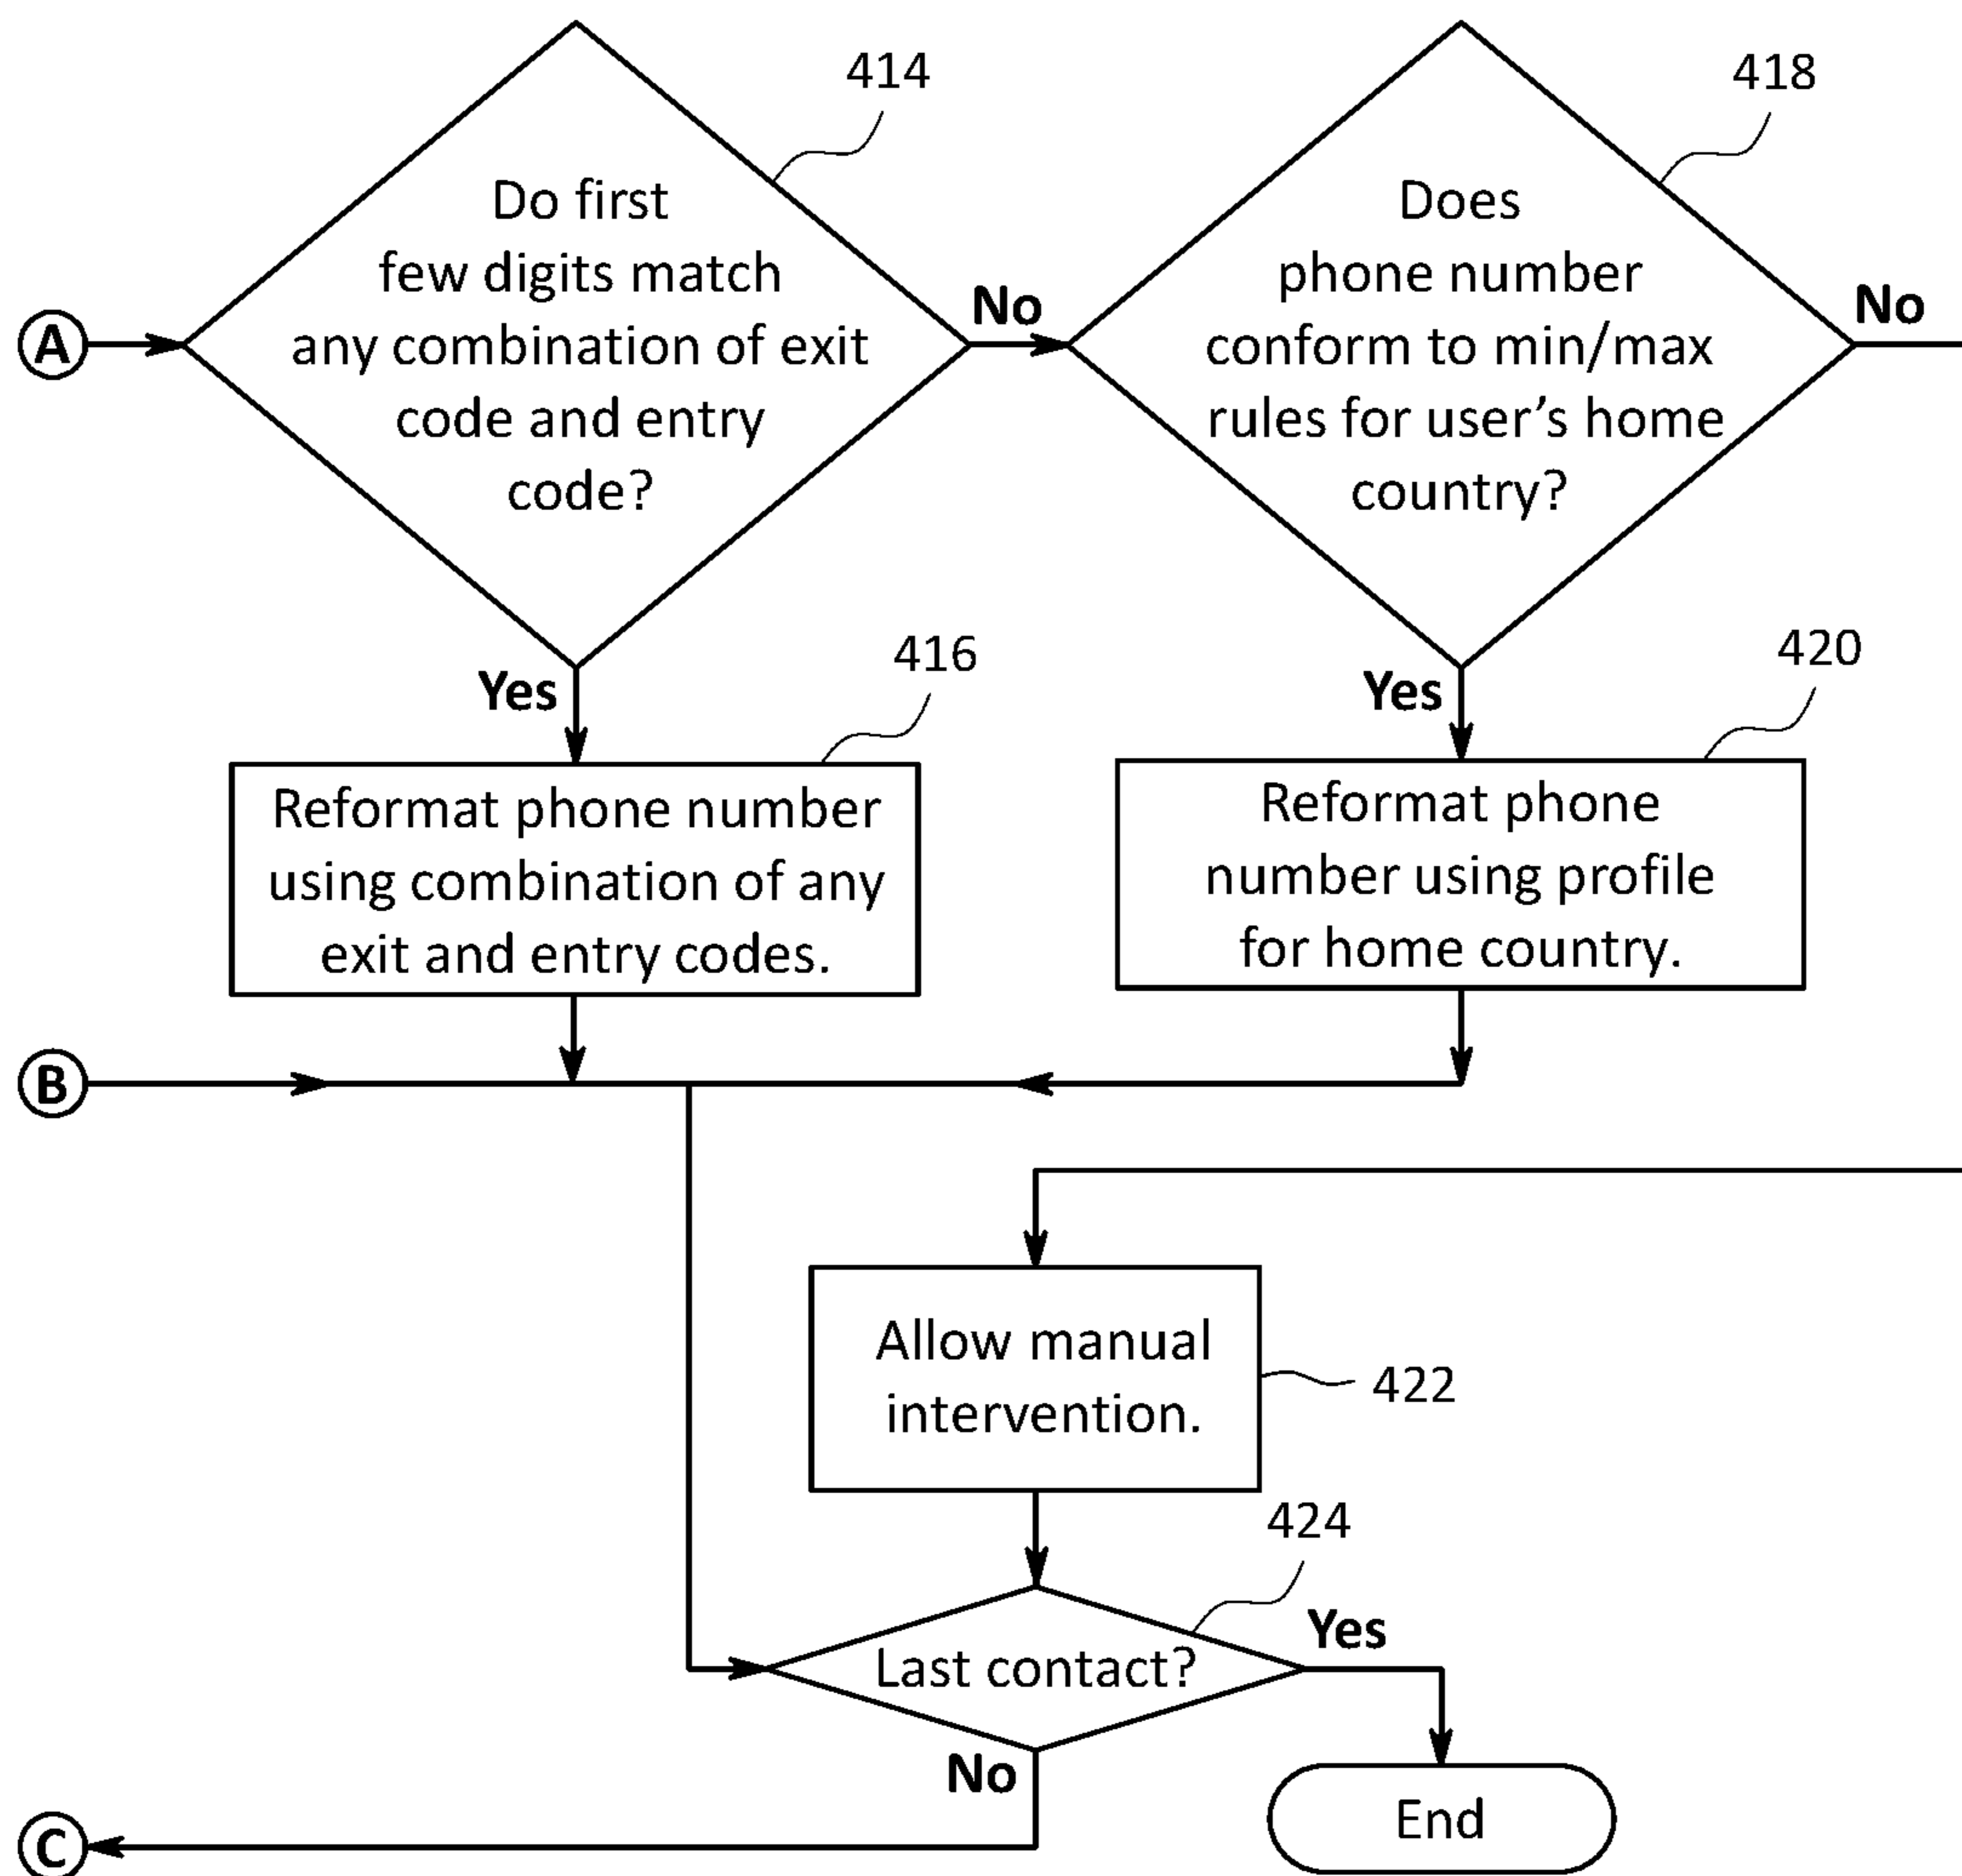 414
418
Do first
few digits match
any combination of exit
code and entry
code?
Does
phone number
conform to min/max
rules for user’s home
country?
A
No
No
Yes
416
Yes
420
Reformat phone number
using combination of any
exit and entry codes.
Reformat phone
number using profile
for home country.
B
Allow manual
intervention.
422
424
Last contact?
Yes
No
End
C